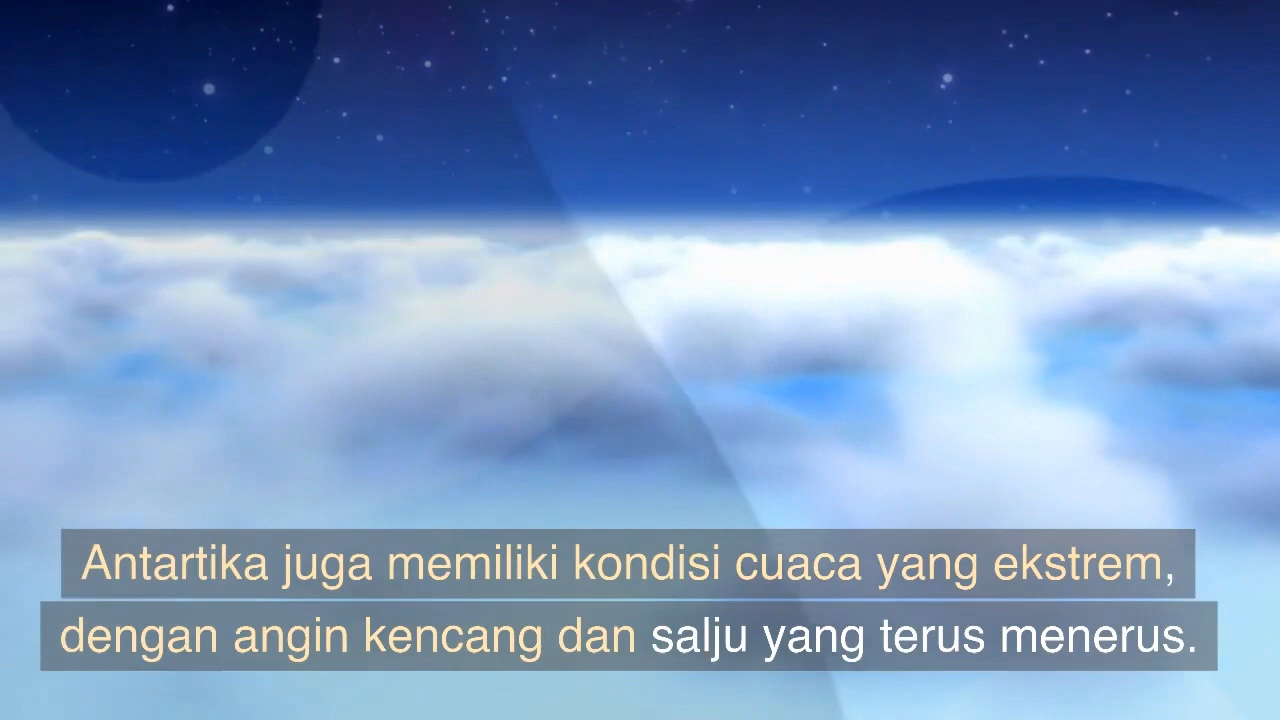 Antartika juga memiliki kondisi cuaca yang ekstrem,
dengan angin kencang dan salju yang terus menerus.